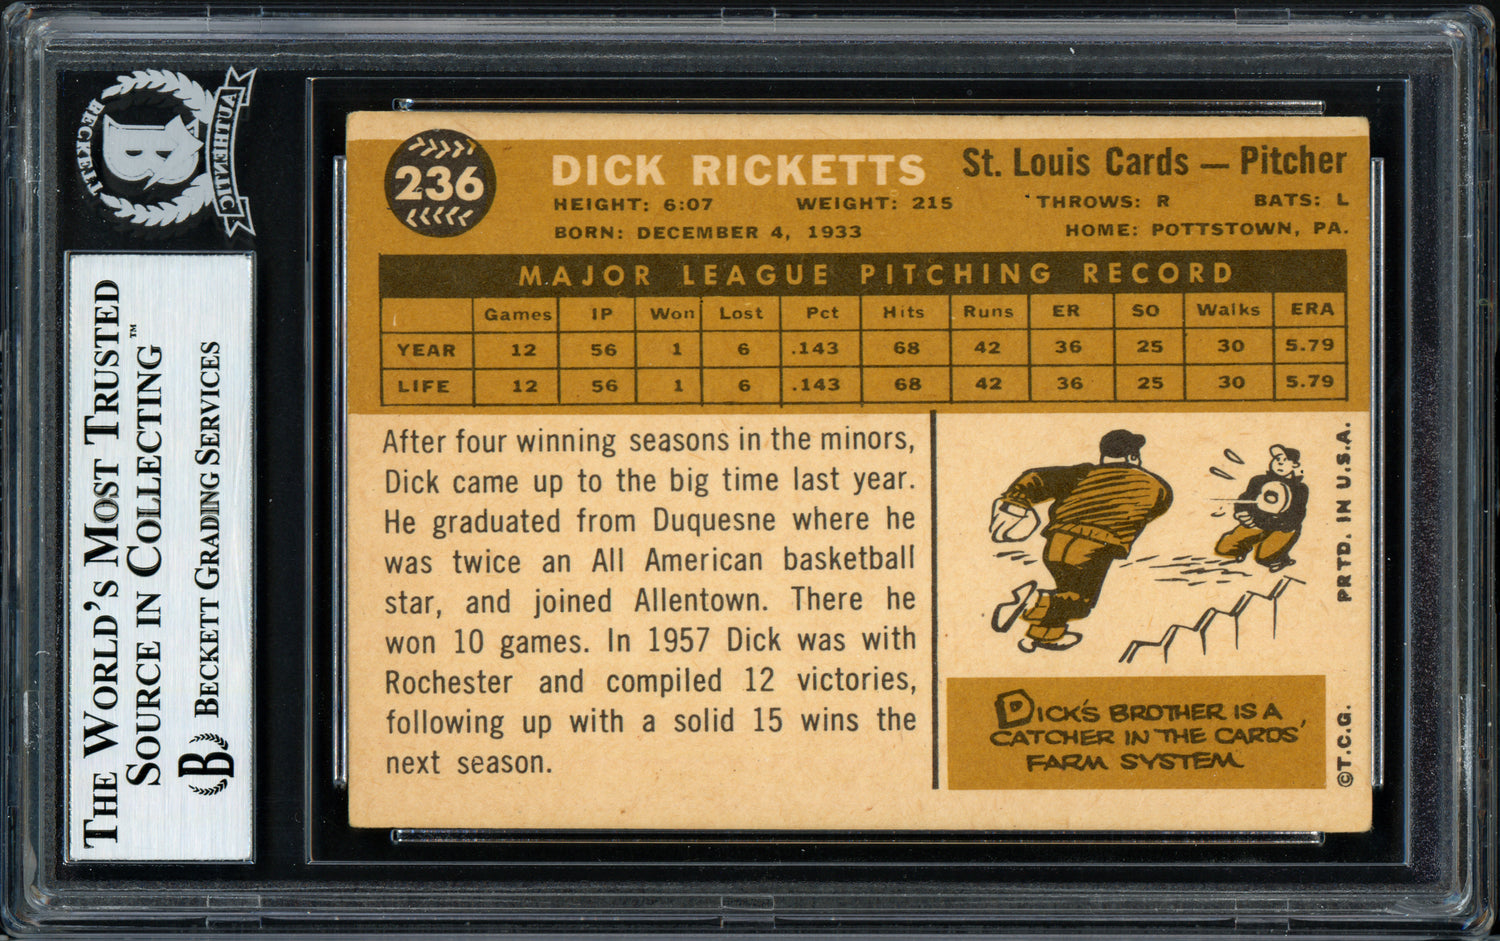 BECKETT
B
AUTHENTIC
THE WORLD'S MOST TRUSTED
SOURCE IN COLLECTING™
B BECKETT GRADING SERVICES
236
DICK RICKETTS
St. Louis Cards — Pitcher
HEIGHT: 6:07 WEIGHT: 215 THROWS: R BATS: L
BORN: DECEMBER 4, 1933 HOME: POTTSTOWN, PA.
MAJOR LEAGUE PITCHING RECORD
Games IP Won Lost Pct Hits Runs ER SO Walks ERA
YEAR 12 56 1 6 .143 68 42 36 25 30 5.79
LIFE 12 56 1 6 .143 68 42 36 25 30 5.79
After four winning seasons in the minors,
Dick came up to the big time last year.
He graduated from Duquesne where he
was twice an All American basketball
star, and joined Allentown. There he
won 10 games. In 1957 Dick was with
Rochester and compiled 12 victories,
following up with a solid 15 wins the
next season.
DICK'S BROTHER IS A
CATCHER IN THE CARDS'
FARM SYSTEM.
©T.C.G. PRTD. IN U.S.A.